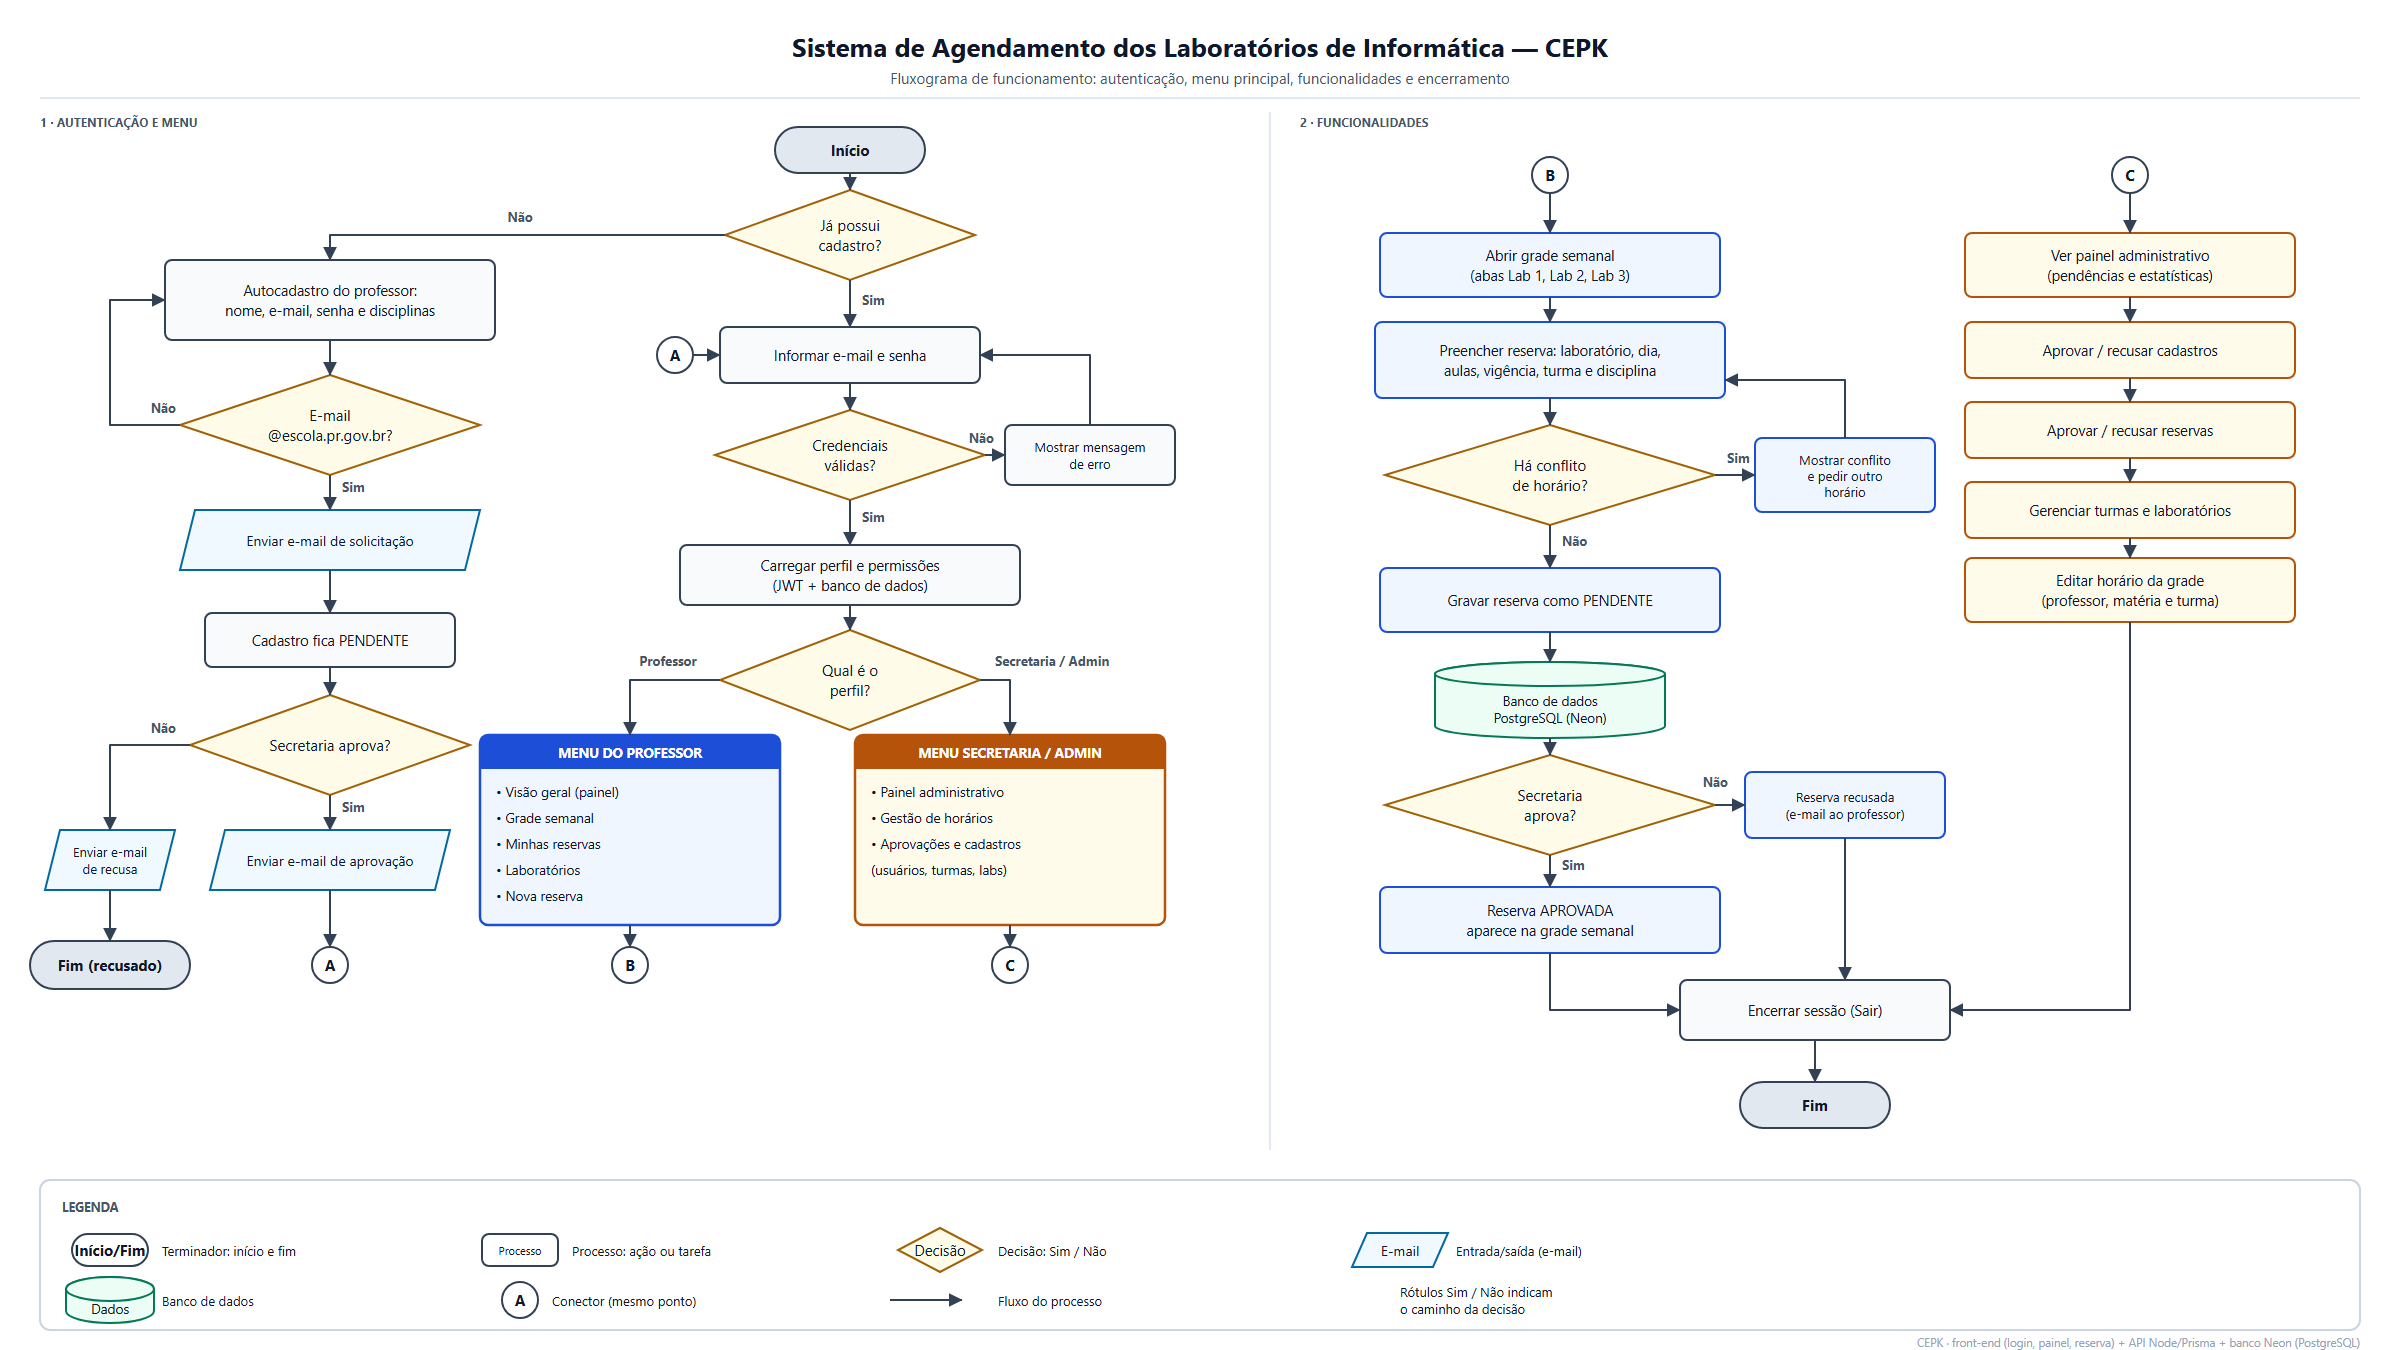 Sistema de Agendamento dos Laboratórios de Informática — CEPK
Fluxograma de funcionamento: autenticação, menu principal, funcionalidades e encerramento
1 · AUTENTICAÇÃO E MENU
Início
Já possui
cadastro?
Não
Sim
Autocadastro do professor:
nome, e-mail, senha e disciplinas
E-mail
@escola.pr.gov.br?
Não
Sim
Enviar e-mail de solicitação
Cadastro fica PENDENTE
Secretaria aprova?
Não
Sim
Enviar e-mail
de recusa
Enviar e-mail de aprovação
Fim (recusado)
A
A
Informar e-mail e senha
Credenciais
válidas?
Não
Mostrar mensagem
de erro
Sim
Carregar perfil e permissões
(JWT + banco de dados)
Qual é o
perfil?
Professor
Secretaria / Admin
MENU DO PROFESSOR
• Visão geral (painel)
• Grade semanal
• Minhas reservas
• Laboratórios
• Nova reserva
B
MENU SECRETARIA / ADMIN
• Painel administrativo
• Gestão de horários
• Aprovações e cadastros
(usuários, turmas, labs)
C
2 · FUNCIONALIDADES
B
Abrir grade semanal
(abas Lab 1, Lab 2, Lab 3)
Preencher reserva: laboratório, dia,
aulas, vigência, turma e disciplina
Há conflito
de horário?
Sim
Mostrar conflito
e pedir outro
horário
Não
Gravar reserva como PENDENTE
Banco de dados
PostgreSQL (Neon)
Secretaria
aprova?
Não
Reserva recusada
(e-mail ao professor)
Sim
Reserva APROVADA
aparece na grade semanal
C
Ver painel administrativo
(pendências e estatísticas)
Aprovar / recusar cadastros
Aprovar / recusar reservas
Gerenciar turmas e laboratórios
Editar horário da grade
(professor, matéria e turma)
Encerrar sessão (Sair)
Fim
LEGENDA
Início/Fim
Terminador: início e fim
Processo
Processo: ação ou tarefa
Decisão
Decisão: Sim / Não
E-mail
Entrada/saída (e-mail)
Dados
Banco de dados
A
Conector (mesmo ponto)
Fluxo do processo
Rótulos Sim / Não indicam
o caminho da decisão
CEPK · front-end (login, painel, reserva) + API Node/Prisma + banco Neon (PostgreSQL)